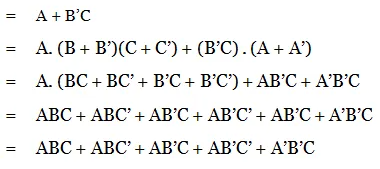 = A + B’C
= A. (B + B’)(C + C’) + (B’C) . (A + A’)
= A. (BC + BC’ + B’C + B’C’) + AB’C + A’B’C
= ABC + ABC’ + AB’C + AB’C’ + AB’C + A’B’C
= ABC + ABC’ + AB’C + AB’C’ + A’B’C